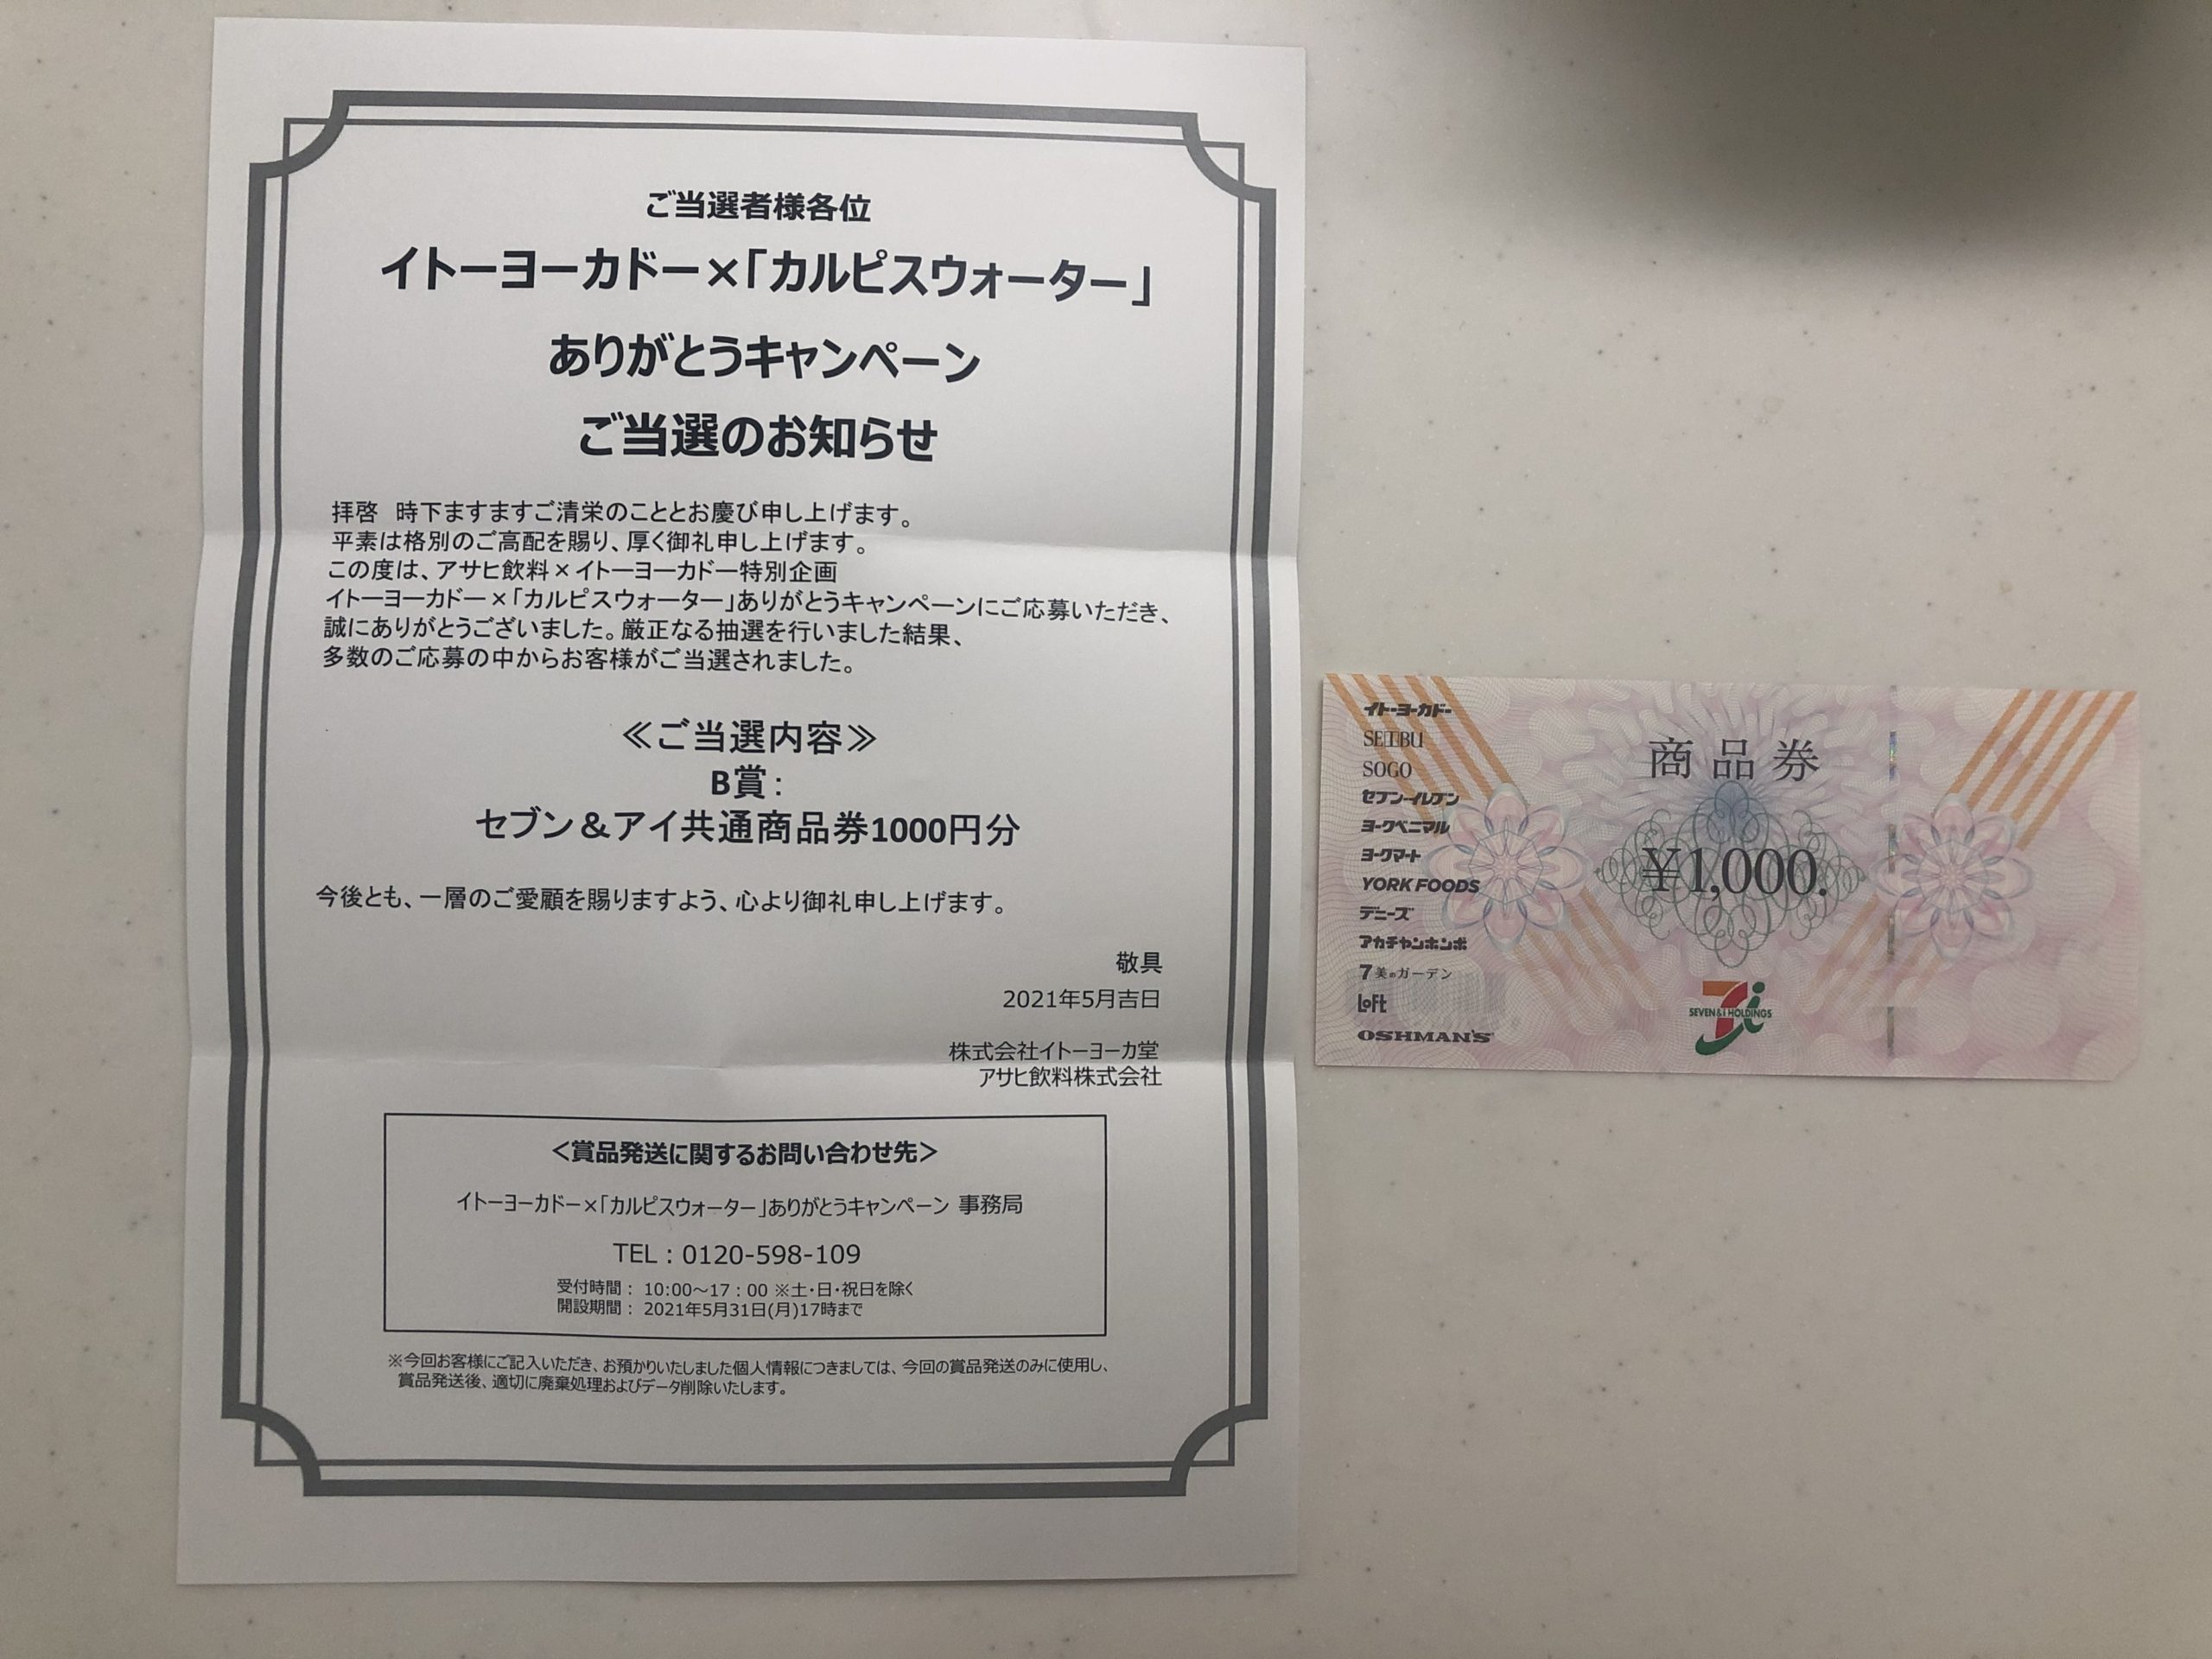 ご当選者様各位
イトーヨーカドー×「カルピスウォーター」
ありがとうキャンペーン
ご当選のお知らせ
拝啓　時下ますますご清栄のこととお慶び申し上げます。
平素は格別のご高配を賜り、厚く御礼申し上げます。
この度は、アサヒ飲料×イトーヨーカドー特別企画
イトーヨーカドー×「カルピスウォーター」ありがとうキャンペーンにご応募いただき、
誠にありがとうございました。厳正なる抽選を行いました結果、
多数のご応募の中からお客様がご当選されました。
≪ご当選内容≫
B賞：
セブン＆アイ共通商品券1000円分
今後とも、一層のご愛顧を賜りますよう、心より御礼申し上げます。
敬具
2021年5月吉日
株式会社イトーヨーカ堂
アサヒ飲料株式会社
＜賞品発送に関するお問い合わせ先＞
イトーヨーカドー×「カルピスウォーター」ありがとうキャンペーン 事務局
TEL：0120-598-109
受付時間： 10:00～17：00 ※土・日・祝日を除く
開設期間： 2021年5月31日(月)17時まで
※今回お客様にご記入いただき、お預かりいたしました個人情報につきましては、今回の賞品発送のみに使用し、
賞品発送後、適切に廃棄処理およびデータ削除いたします。
イトーヨーカドー
SEIBU
SOGO
セブン-イレブン
ヨークベニマル
ヨークマート
YORK FOODS
デニーズ
アカチャンホンポ
7美のガーデン
LoFt
OSHMAN'S
商品券
¥1,000.
SEVEN&i HOLDINGS